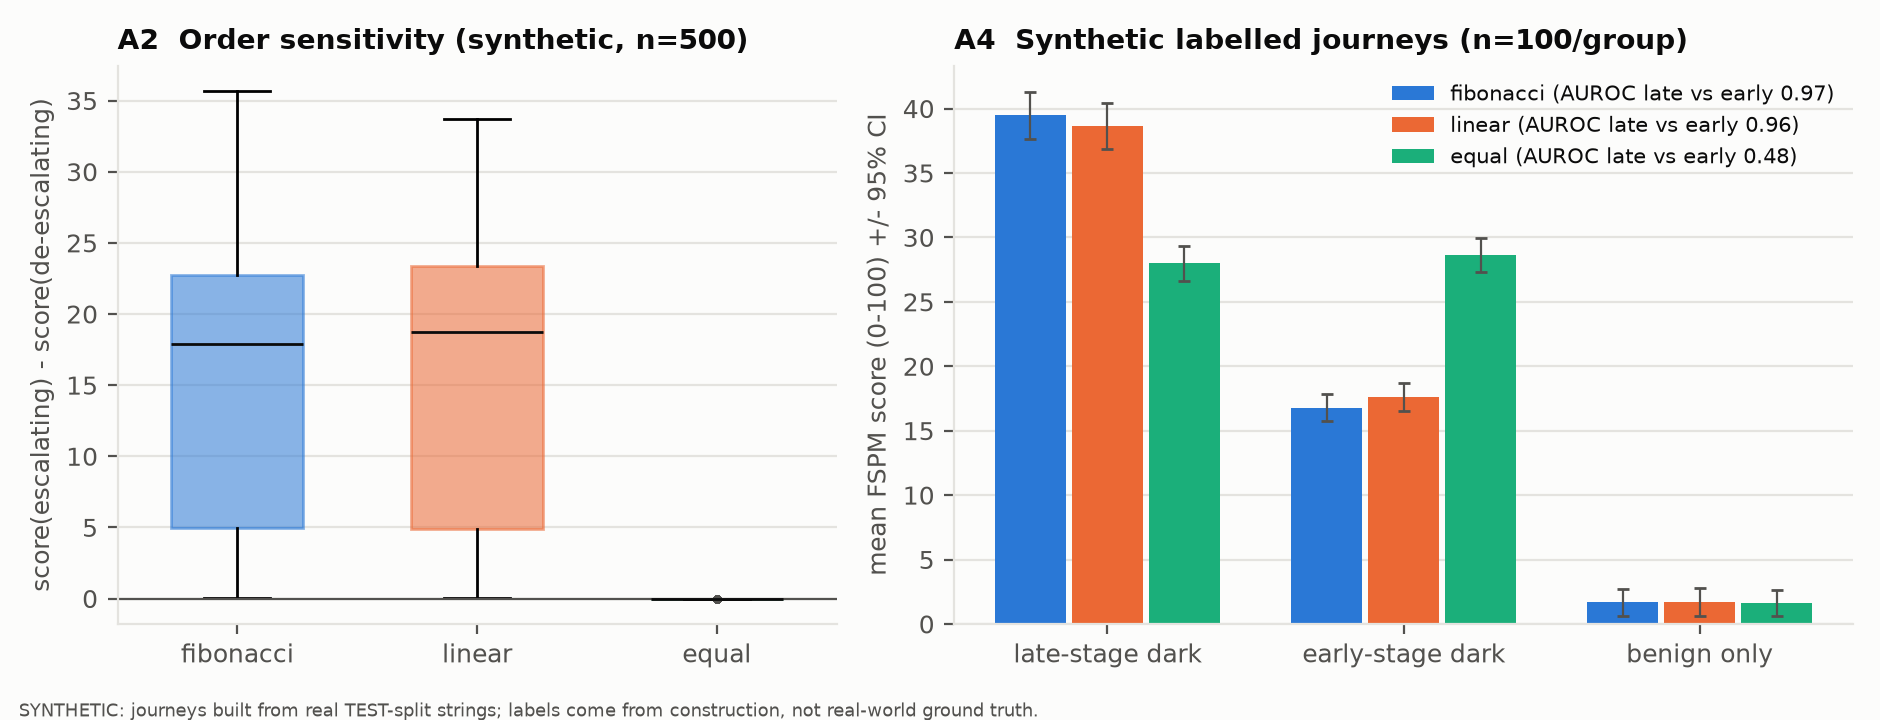 A2  Order sensitivity (synthetic, n=500)
score(escalating) - score(de-escalating)
35
30
25
20
15
10
5
0
fibonacci
linear
equal
A4  Synthetic labelled journeys (n=100/group)
mean FSPM score (0-100) +/- 95% CI
40
35
30
25
20
15
10
5
0
fibonacci (AUROC late vs early 0.97)
linear (AUROC late vs early 0.96)
equal (AUROC late vs early 0.48)
late-stage dark
early-stage dark
benign only
SYNTHETIC: journeys built from real TEST-split strings; labels come from construction, not real-world ground truth.